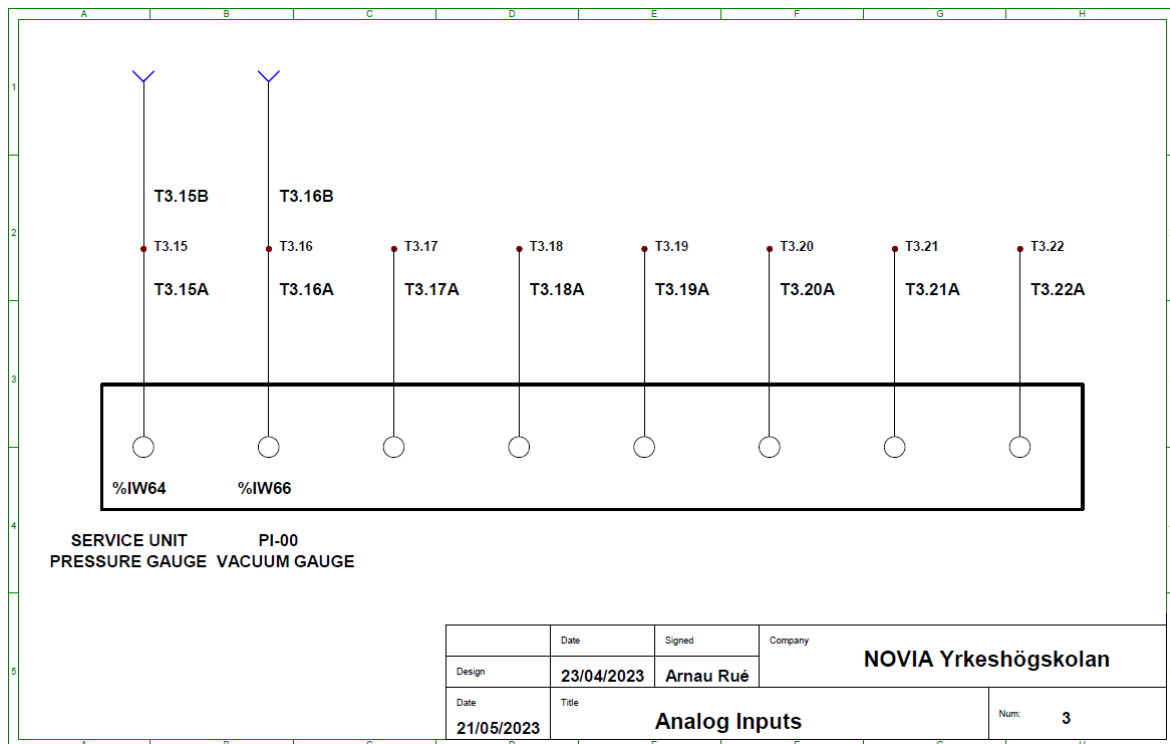 A B C D E F G H
1
T3.15B T3.16B
2
T3.15 T3.16 T3.17 T3.18 T3.19 T3.20 T3.21 T3.22
T3.15A T3.16A T3.17A T3.18A T3.19A T3.20A T3.21A T3.22A
3
%IW64 %IW66
4
SERVICE UNIT PI-00
PRESSURE GAUGE VACUUM GAUGE
Date Signed Company
NOVIA Yrkeshögskolan
5
Design 23/04/2023 Arnau Rué
Date Title Num:
21/05/2023 Analog Inputs 3
A B C D E F G H